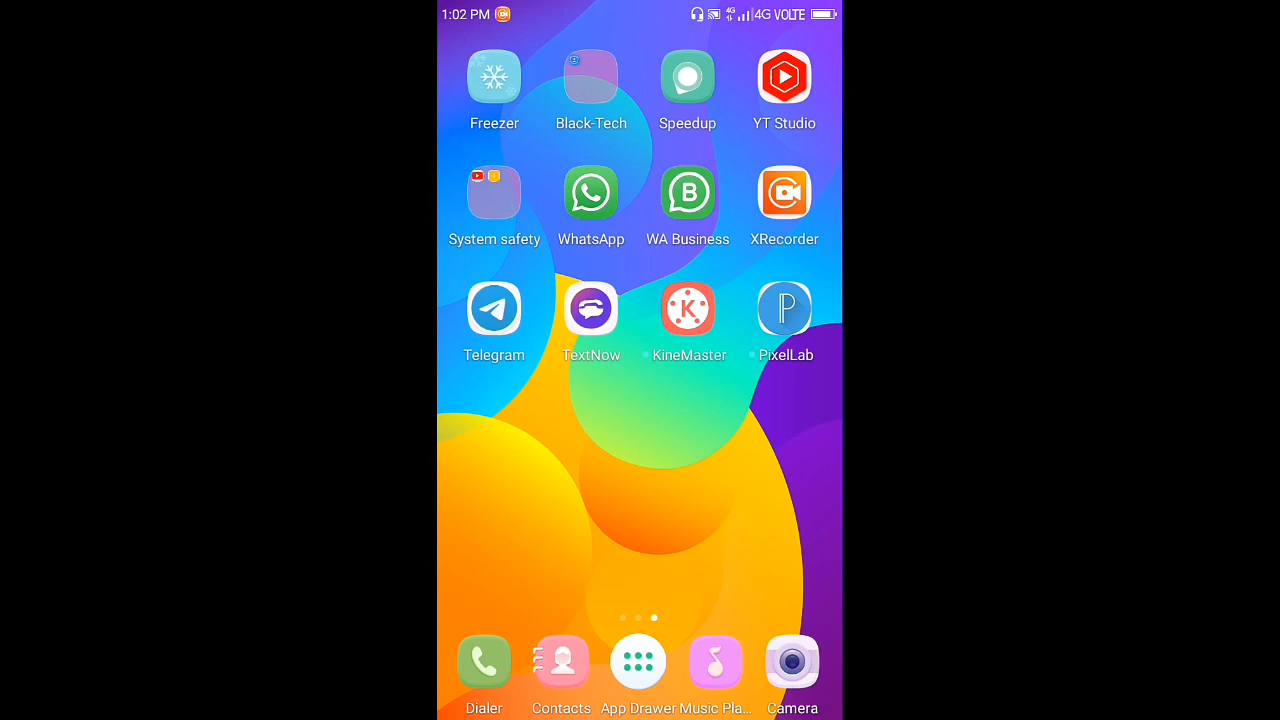 1:02 PM 4G 4G VOLTE
Freezer Black-Tech Speedup YT Studio
System safety WhatsApp WA Business XRecorder
Telegram TextNow KineMaster PixelLab
Dialer Contacts App Drawer Music Pla... Camera